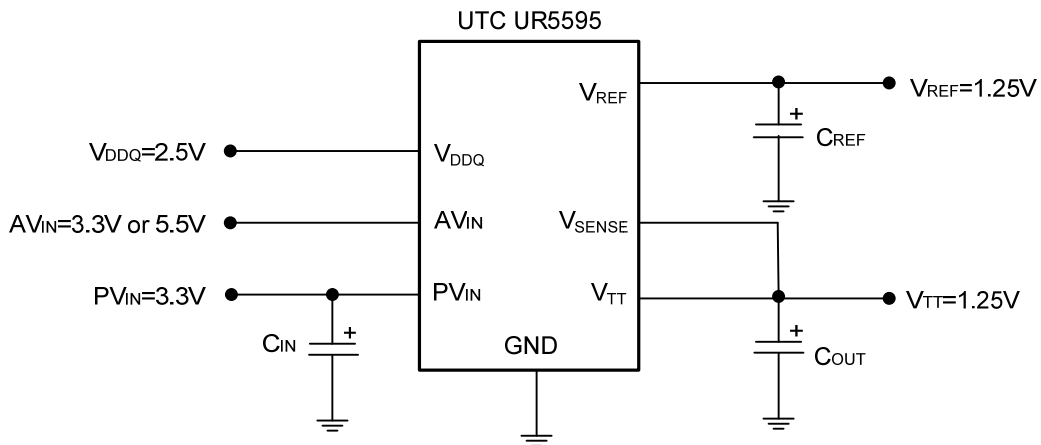 UTC UR5595
VREF
VREF=1.25V
CREF
VDDQ=2.5V
VDDQ
AVIN=3.3V or 5.5V
AVIN
VSENSE
PVIN=3.3V
PVIN
VTT
VTT=1.25V
+
+
+
CIN
GND
COUT